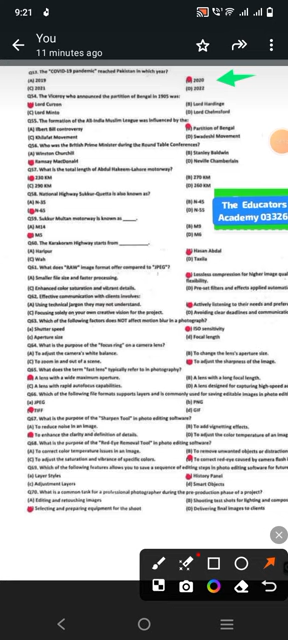 9:21
You
11 minutes ago
Q53. The "COVID-19 pandemic" reached Pakistan in which year?
(A) 2019 (B) 2020
(C) 2021 (D) 2022
Q54. The Viceroy who announced the partition of Bengal in 1905 was:
Lord Curzon (B) Lord Hardinge
(C) Lord Minto (D) Lord Chelmsford
Q55. The formation of the All-India Muslim League was influenced by the:
(A) Ilbert Bill controversy Partition of Bengal
(C) Khilafat Movement (D) Swadeshi Movement
Q56. Who was the British Prime Minister during the Round Table Conferences?
(A) Winston Churchill (B) Stanley Baldwin
Ramsay MacDonald (D) Neville Chamberlain
Q57. What is the total length of Abdul Hakeem-Lahore motorway?
230 KM (B) 270 KM
(C) 290 KM (D) 260 KM
Q58. National Highway Sukkur-Quetta is also known as?
(A) N-35 (B) N-45
N-65 (D) N-55
The Educators
Academy 03326
Q59. Sukkur Multan motorway is known as ____.
(A) M14 (B) M9
M5 (D) M6
Q60. The Karakoram Highway starts from ____.
(A) Haripur Hasan Abdal
(C) Wah (D) Taxila
Q61. What does "RAW" image format offer compared to "JPEG"?
(A) Smaller file size and faster processing. Lossless compression for higher image
(C) Enhanced color saturation and vibrant details. (D) Pre-set filters and effects applied
Q62. Effective communication with clients involves:
(A) Using technical jargon they may not understand. Actively listening to their needs and
(C) Focusing solely on your own creative vision for the project. (D) Avoiding clear deadlines and
Q63. Which of the following factors does NOT affect motion blur in a photograph?
(a) Shutter speed ISO sensitivity
(c) Aperture size (d) Focal length
Q64. What is the purpose of the "focus ring" on a camera lens?
(A) To adjust the camera's white balance. (B) To change the lens's aperture size.
(C) To zoom in and out of a scene. To adjust the sharpness of the image.
Q65. What does the term "fast lens" typically refer to in photography?
A lens with a wide maximum aperture. (B) A lens with a long focal length.
(C) A lens with rapid autofocus capabilities. (D) A lens designed for capturing high-speed
Q66. Which of the following file formats supports layers and is commonly used for saving editable images in photo
(a) JPEG (b) PNG
TIFF (d) GIF
Q67. What is the purpose of the "Sharpen Tool" in photo editing software?
(A) To reduce noise in an image. (B) To add vignetting effects.
To enhance the clarity and definition of details. (D) To adjust the color temperature of an
Q68. What is the purpose of the "Red-Eye Removal Tool" in photo editing software?
(A) To correct color temperature issues in an image. (B) To remove unwanted objects or
(C) To adjust the saturation and vibrance of specific colors. To correct red-eye caused by camera flash
Q69. Which of the following features allows you to save a sequence of editing steps in photo editing software for future
(a) Layer Styles History Panel
(c) Adjustment Layers (d) Smart Objects
Q70. What is a common task for a professional photographer during the pre-production phase of a project?
(A) Editing and retouching images (B) Shooting test shots for lighting and
Selecting and preparing equipment for the shoot (D) Delivering final images to clients